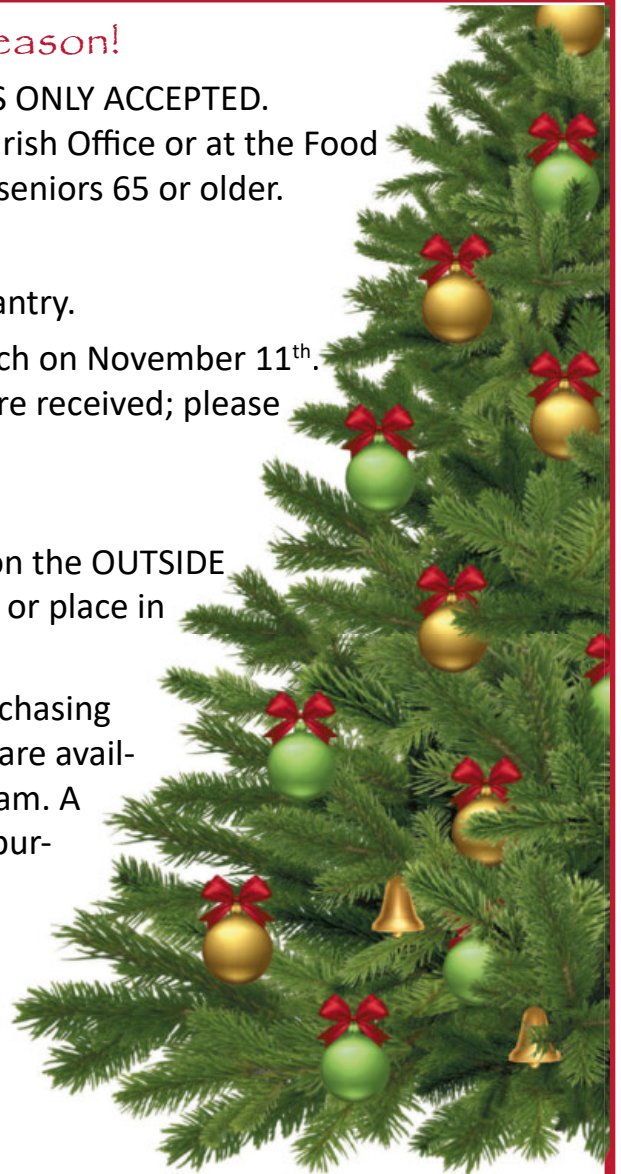 eason!
S ONLY ACCEPTED.
rish Office or at the Food
seniors 65 or older.
antry.
ch on November 11th.
re received; please
on the OUTSIDE
or place in
chasing
are avail-
am. A
pur-